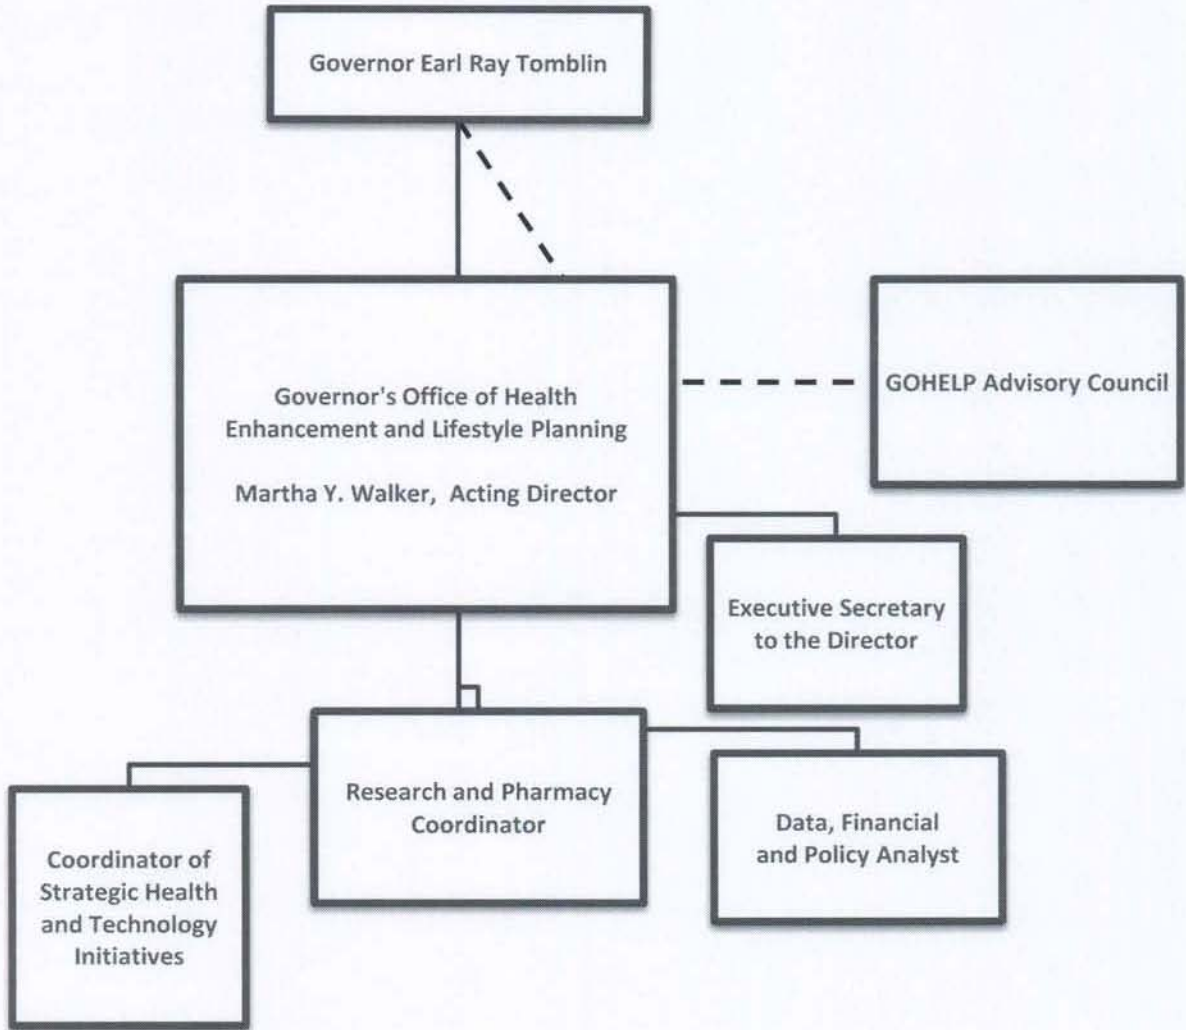 Governor Earl Ray Tomblin
Governor's Office of Health
Enhancement and Lifestyle Planning
Martha Y. Walker, Acting Director
GOHELP Advisory Council
Executive Secretary
to the Director
Research and Pharmacy
Coordinator
Data, Financial
and Policy Analyst
Coordinator of
Strategic Health
and Technology
Initiatives